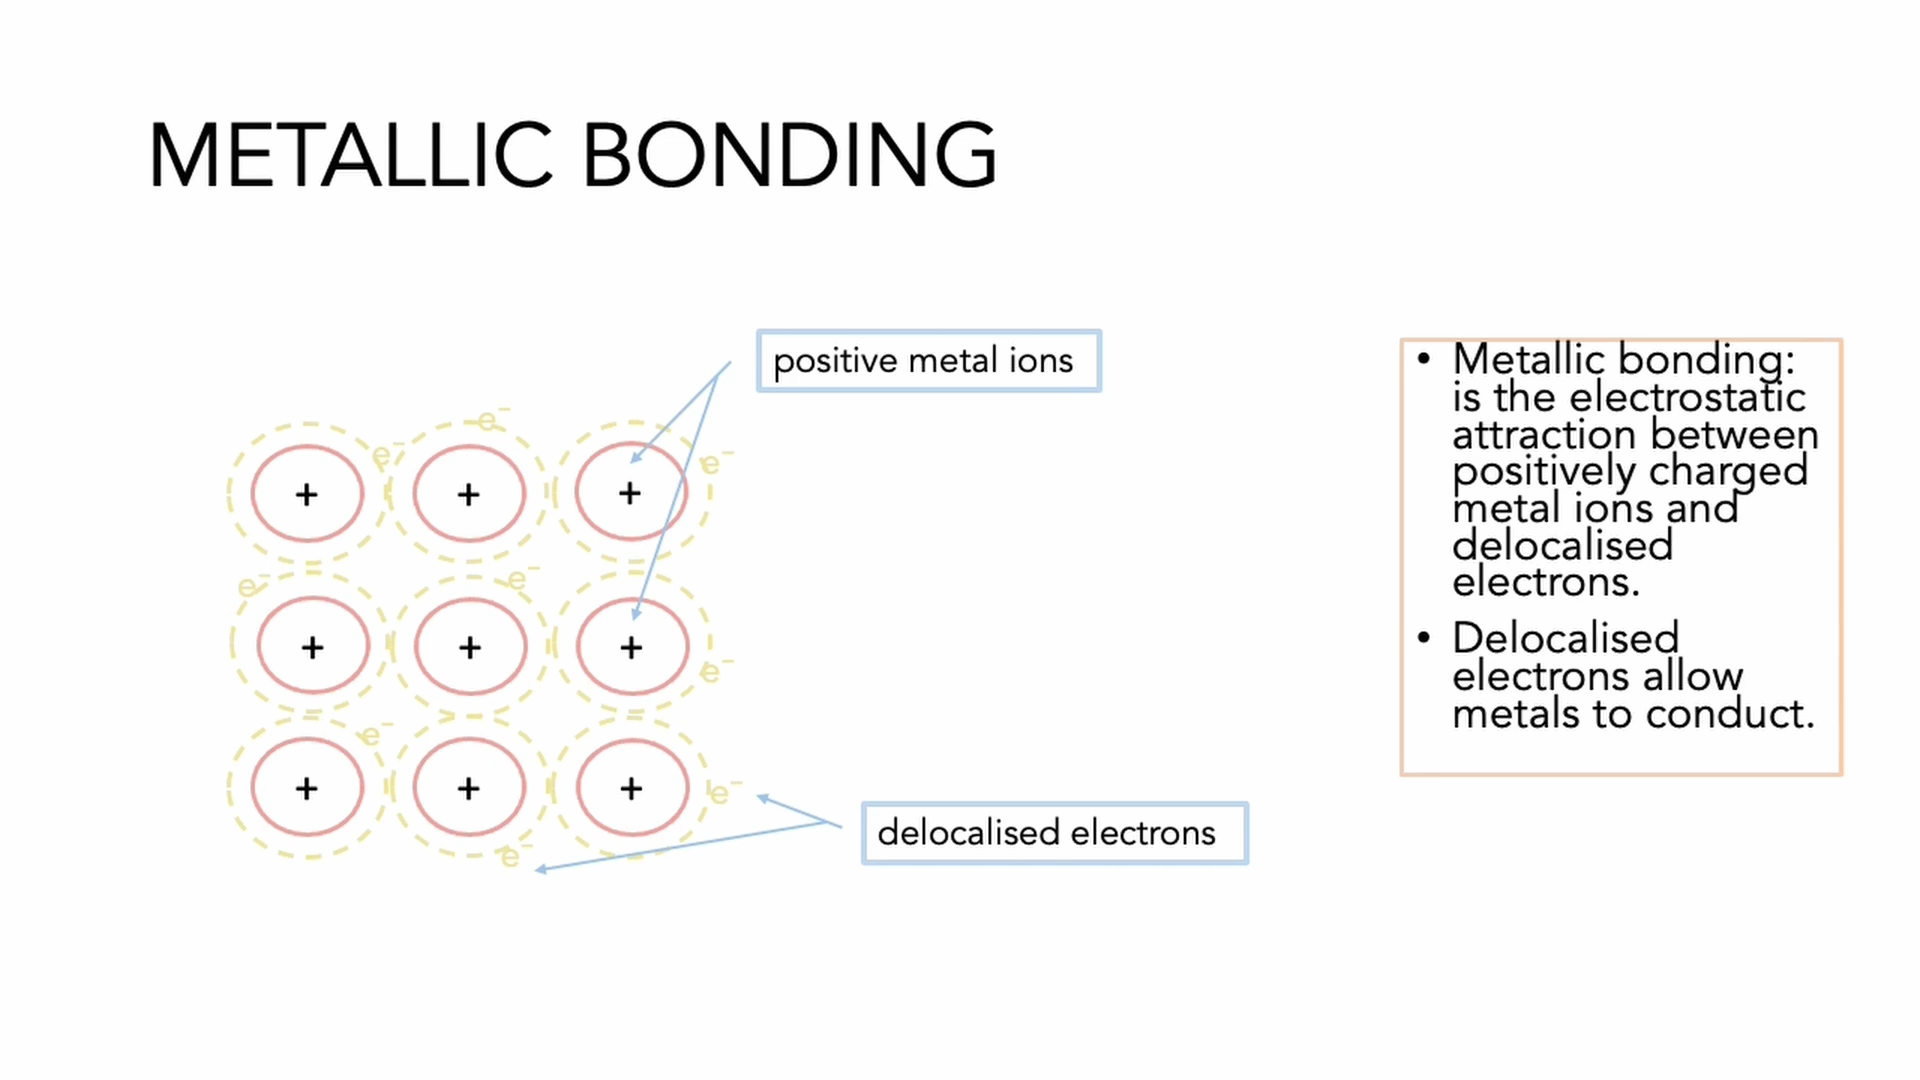 METALLIC BONDING
positive metal ions
e⁻
e⁻
e⁻
+ + +
e⁻
e⁻
+ + +
e⁻
e⁻
+ + +
e⁻
e⁻
delocalised electrons
• Metallic bonding:
is the electrostatic
attraction between
positively charged
metal ions and
delocalised
electrons.
• Delocalised
electrons allow
metals to conduct.